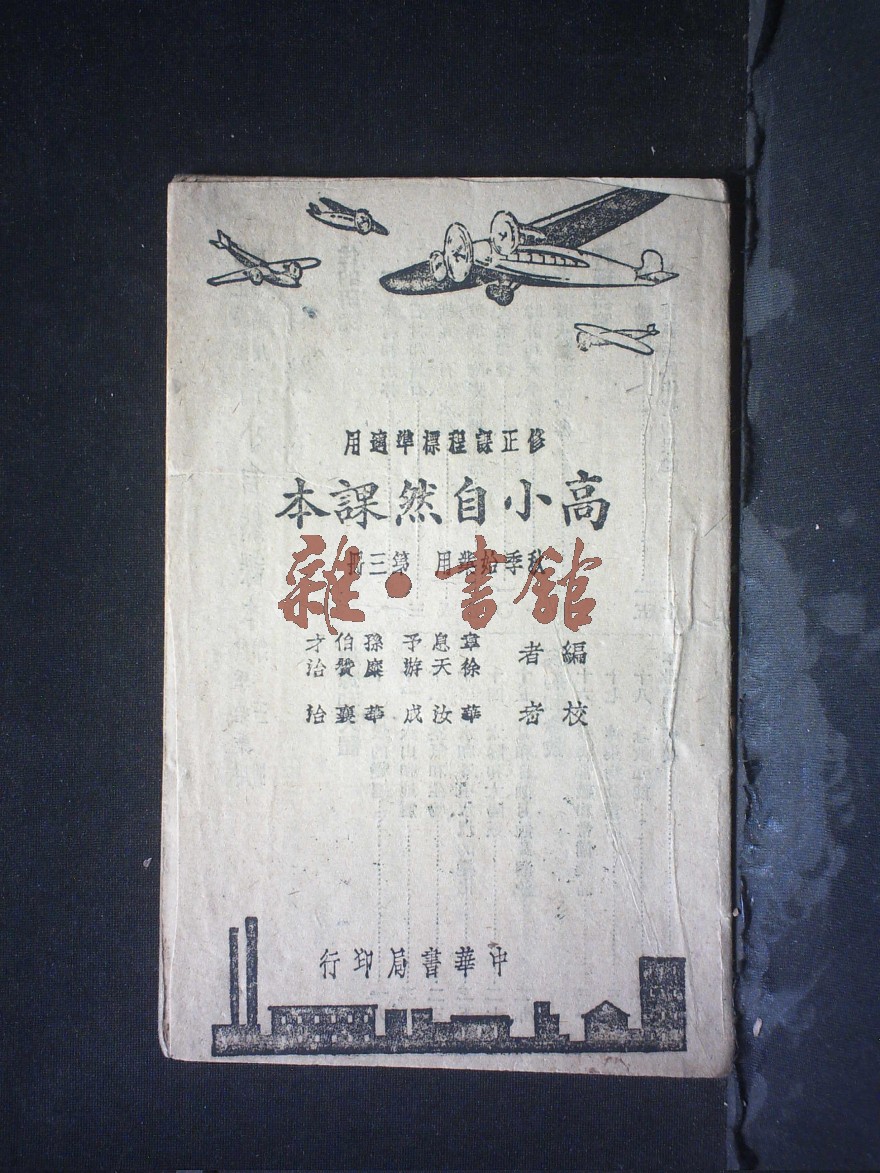 修正課程標準適用
高小自然課本
秋季始業用 第三冊
雜·書館
編者 章息予 孫伯才
徐天游 糜贊治
校者 華汝成 華襄治
中華書局印行